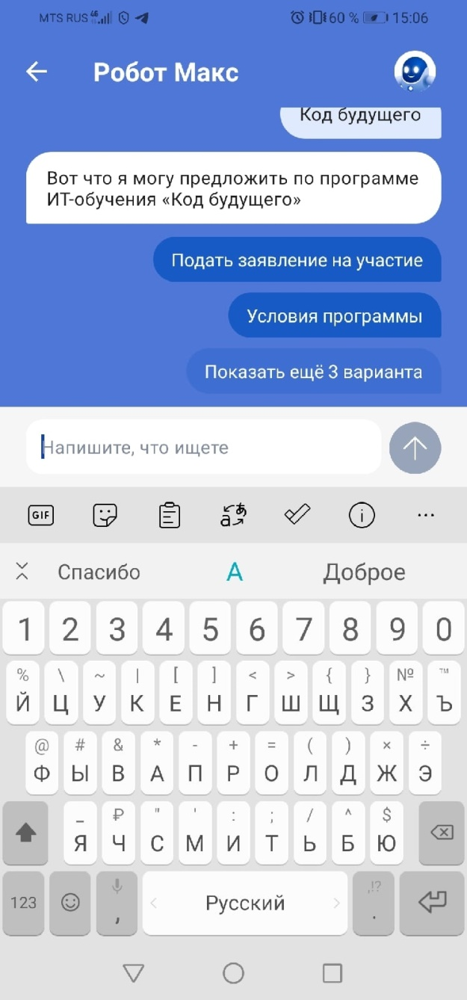 MTS RUS 4G 60 % 15:06
Робот Макс
Код будущего
Вот что я могу предложить по программе
ИТ-обучения «Код будущего»
Подать заявление на участие
Условия программы
Показать ещё 3 варианта
Напишите, что ищете
GIF
Спасибо А Доброе
1 2 3 4 5 6 7 8 9 0
% \ ~ | [ ] < > { } № ™
Й Ц У К Е Н Г Ш Щ З Х Ъ
@ # & * - + = ( ) × ÷
Ф Ы В А П Р О Л Д Ж Э
_ ₽ " ' : ; / ^ $
Я Ч С М И Т Ь Б Ю
,!?
123 , < Русский > .